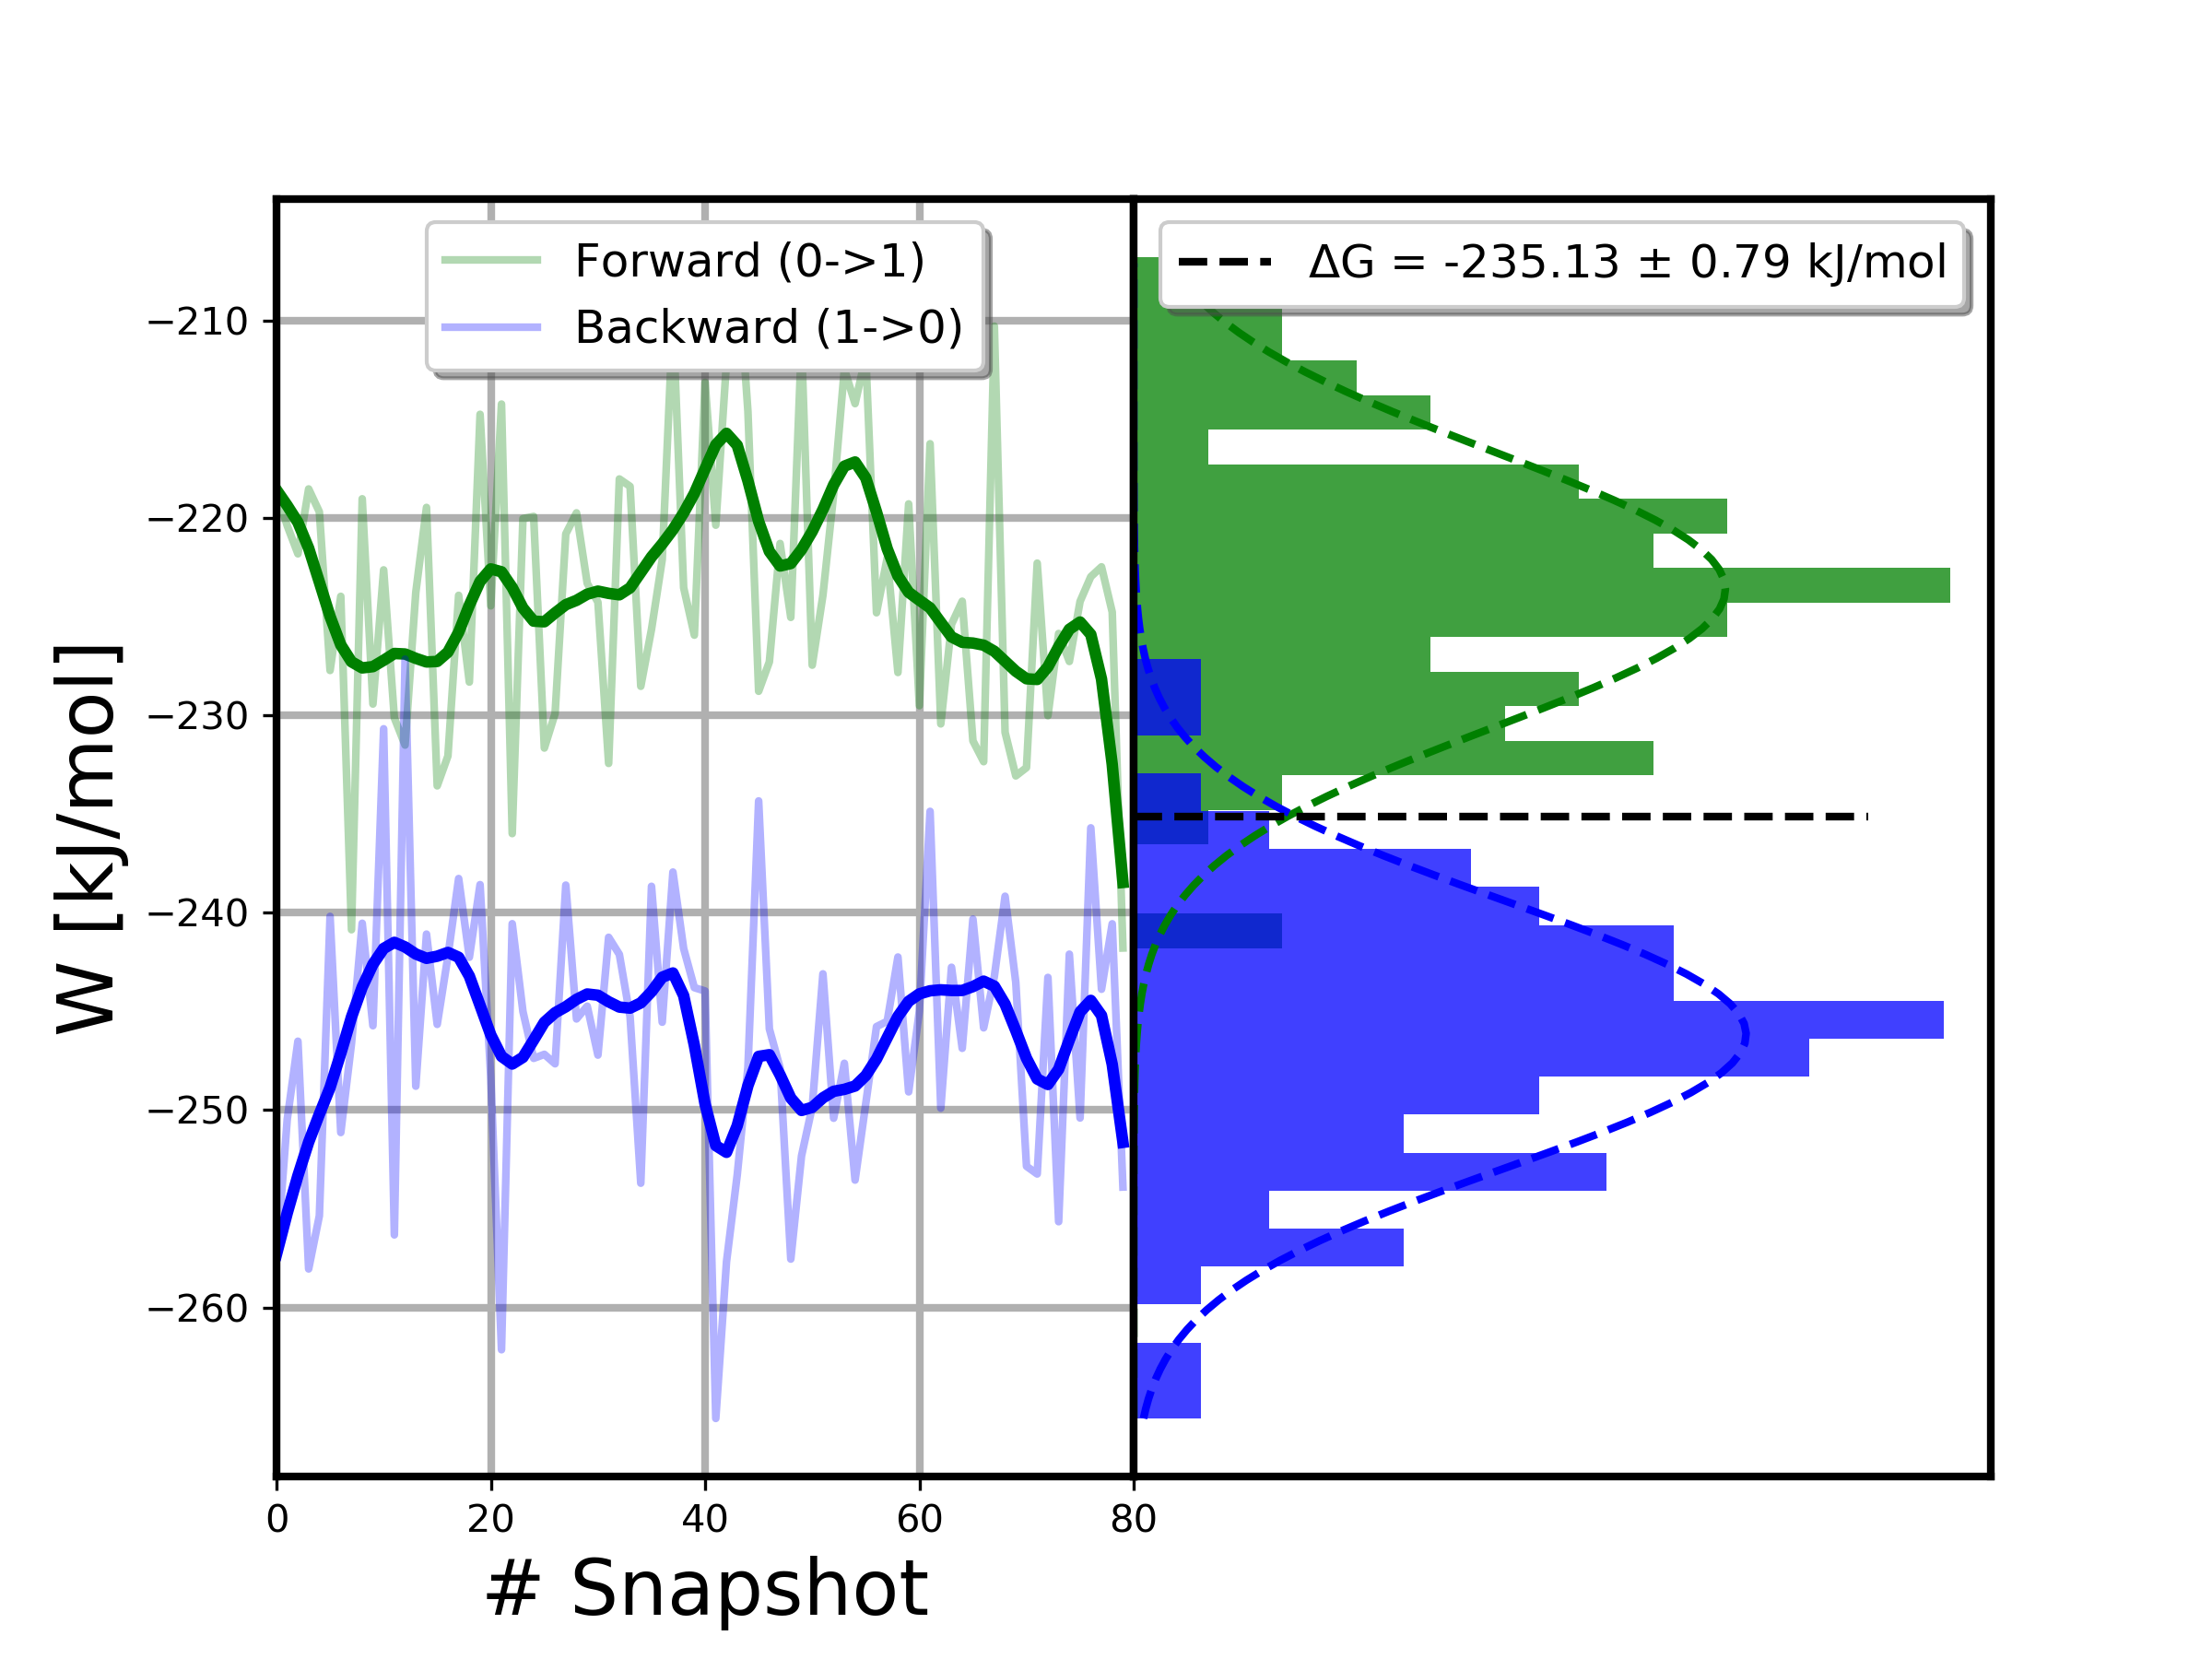 Forward (0->1)
Backward (1->0)
ΔG = -235.13 ± 0.79 kJ/mol
W [kJ/mol]
−210
−220
−230
−240
−250
−260
0 20 40 60 80
# Snapshot